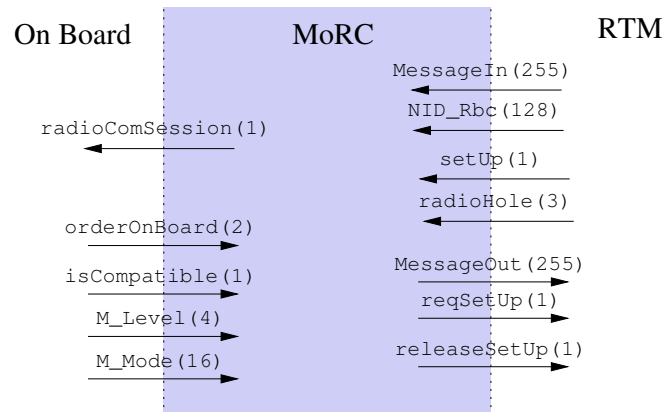 On Board
MoRC
RTM
MessageIn(255)
NID_Rbc(128)
radioComSession(1)
setUp(1)
radioHole(3)
orderOnBoard(2)
isCompatible(1)
MessageOut(255)
reqSetUp(1)
M_Level(4)
releaseSetUp(1)
M_Mode(16)